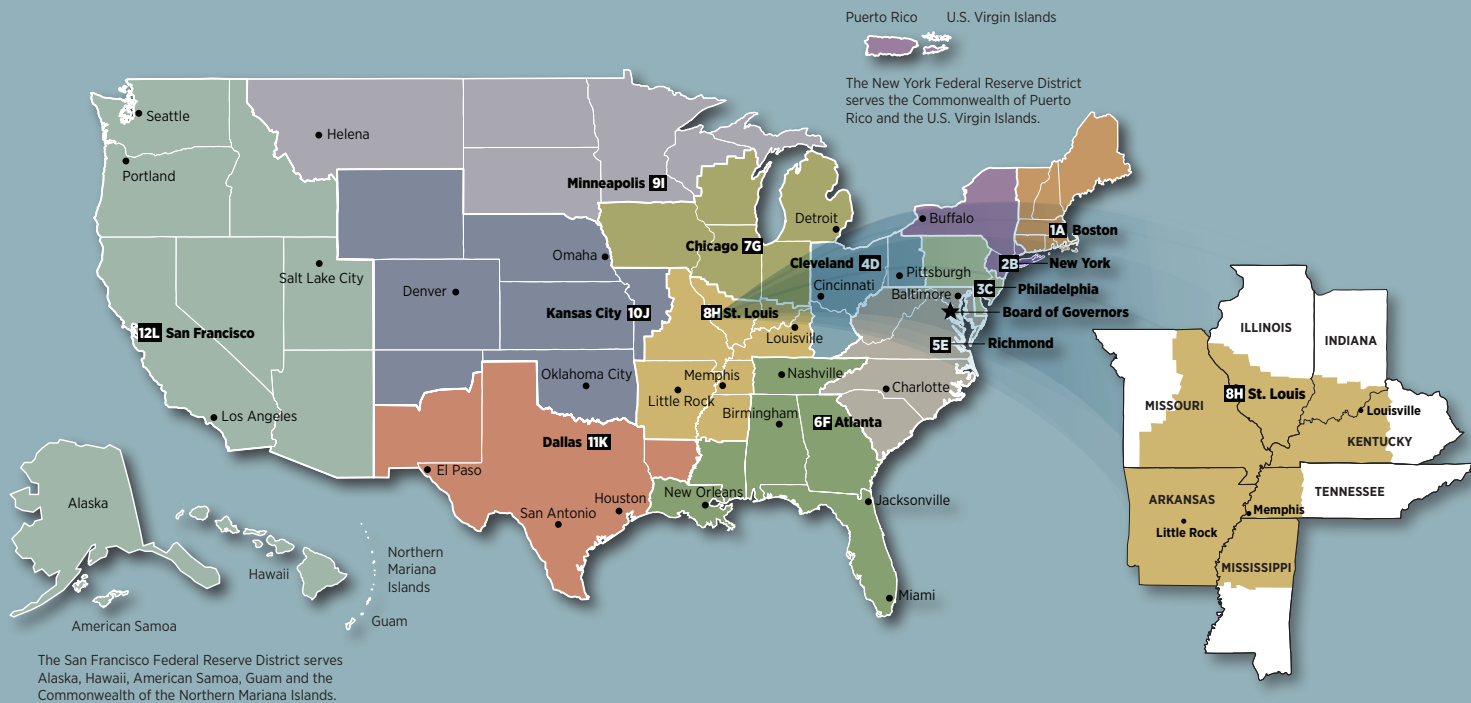 Puerto Rico
U.S. Virgin Islands
The New York Federal Reserve District
serves the Commonwealth of Puerto
Rico and the U.S. Virgin Islands.
Seattle
Portland
Helena
Minneapolis 9I
Detroit
Buffalo
1A Boston
Chicago 7G
Cleveland 4D
2B New York
Omaha
Pittsburgh
Salt Lake City
Cincinnati
Baltimore
3C Philadelphia
Denver
Kansas City 10J
8H St. Louis
Board of Governors
12L San Francisco
Louisville
5E Richmond
Oklahoma City
Memphis
Nashville
Little Rock
Charlotte
Los Angeles
Birmingham
6F Atlanta
Dallas 11K
El Paso
Houston
New Orleans
San Antonio
Jacksonville
Miami
Alaska
Hawaii
Northern
Mariana
Islands
Guam
American Samoa
The San Francisco Federal Reserve District serves
Alaska, Hawaii, American Samoa, Guam and the
Commonwealth of the Northern Mariana Islands.
ILLINOIS
INDIANA
MISSOURI
8H St. Louis
Louisville
KENTUCKY
TENNESSEE
ARKANSAS
Memphis
Little Rock
MISSISSIPPI